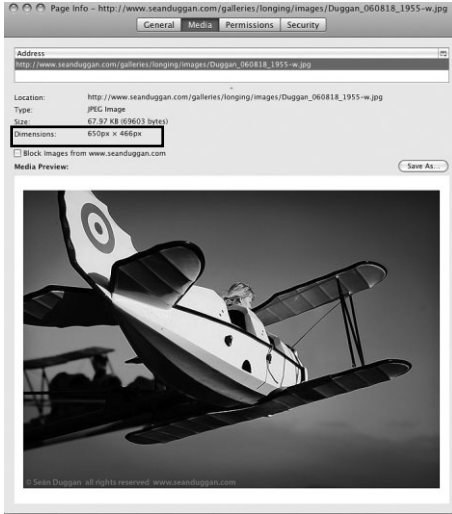 Page Info – http://www.seanduggan.com/galleries/longing/images/Duggan_060818_1955-w.jpg
General Media Permissions Security
Address
http://www.seanduggan.com/galleries/longing/images/Duggan_060818_1955-w.jpg
Location: http://www.seanduggan.com/galleries/longing/images/Duggan_060818_1955-w.jpg
Type: JPEG Image
Size: 67.97 KB (69603 bytes)
Dimensions: 650px × 466px
Block Images from www.seanduggan.com
Media Preview: Save As...
© Seán Duggan all rights reserved www.seanduggan.com